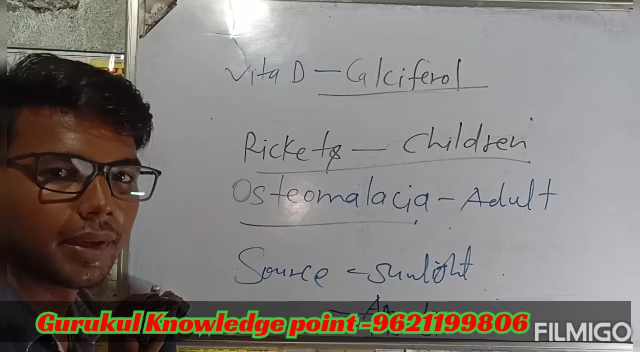 Vita D – Calciferol
Rickets – Children
Osteomalacia – Adult
Source – Sunlight
Gurukul Knowledge point -9621199806
FILMIGO